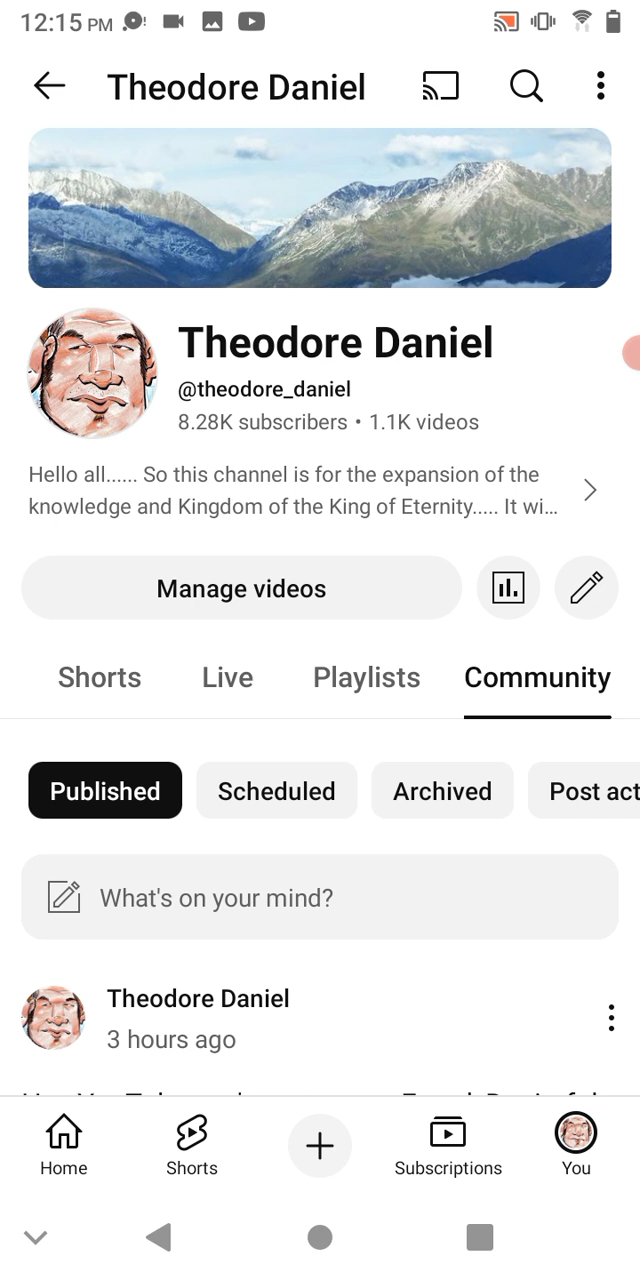 12:15 PM
Theodore Daniel
Theodore Daniel
@theodore_daniel
8.28K subscribers • 1.1K videos
Hello all...... So this channel is for the expansion of the
knowledge and Kingdom of the King of Eternity..... It wi...
Manage videos
Shorts Live Playlists Community
Published Scheduled Archived Post act
What's on your mind?
Theodore Daniel
3 hours ago
Home Shorts Subscriptions You